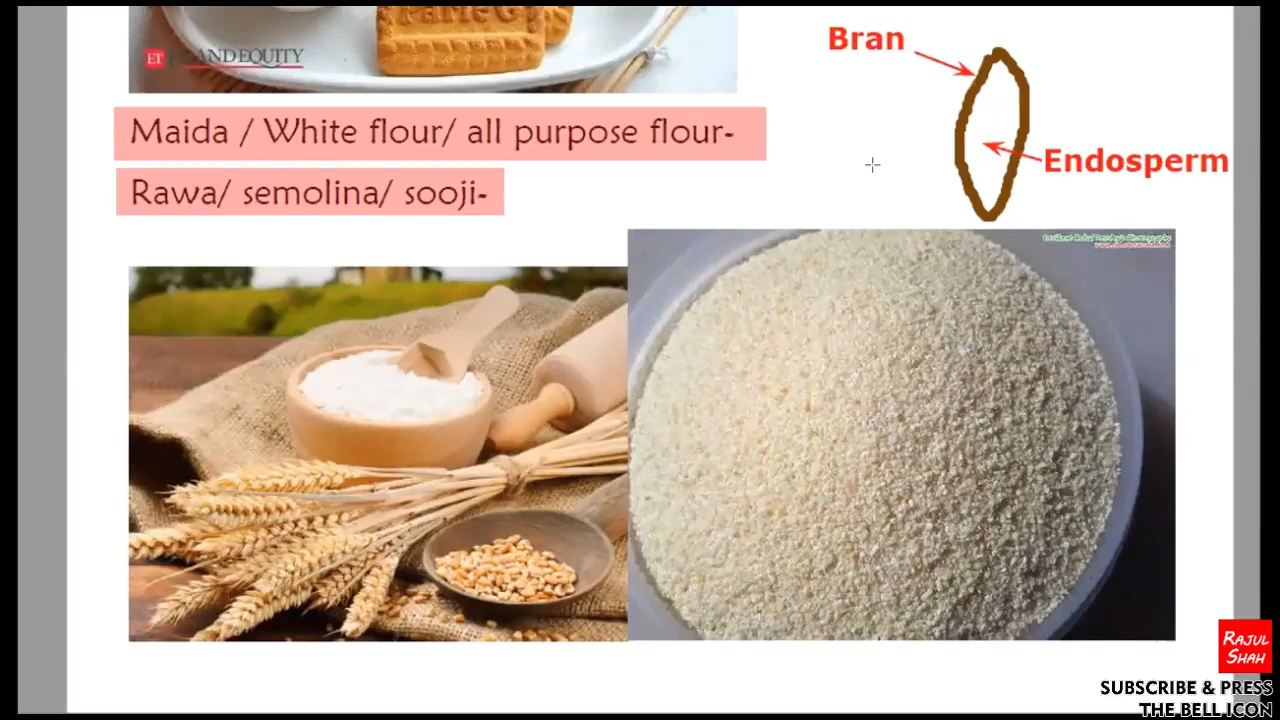 PARLE-G
ET BRANDEQUITY
Bran
Maida / White flour/ all purpose flour-
Endosperm
Rawa/ semolina/ sooji-
RAJUL
SHAH
SUBSCRIBE & PRESS
THE BELL ICON